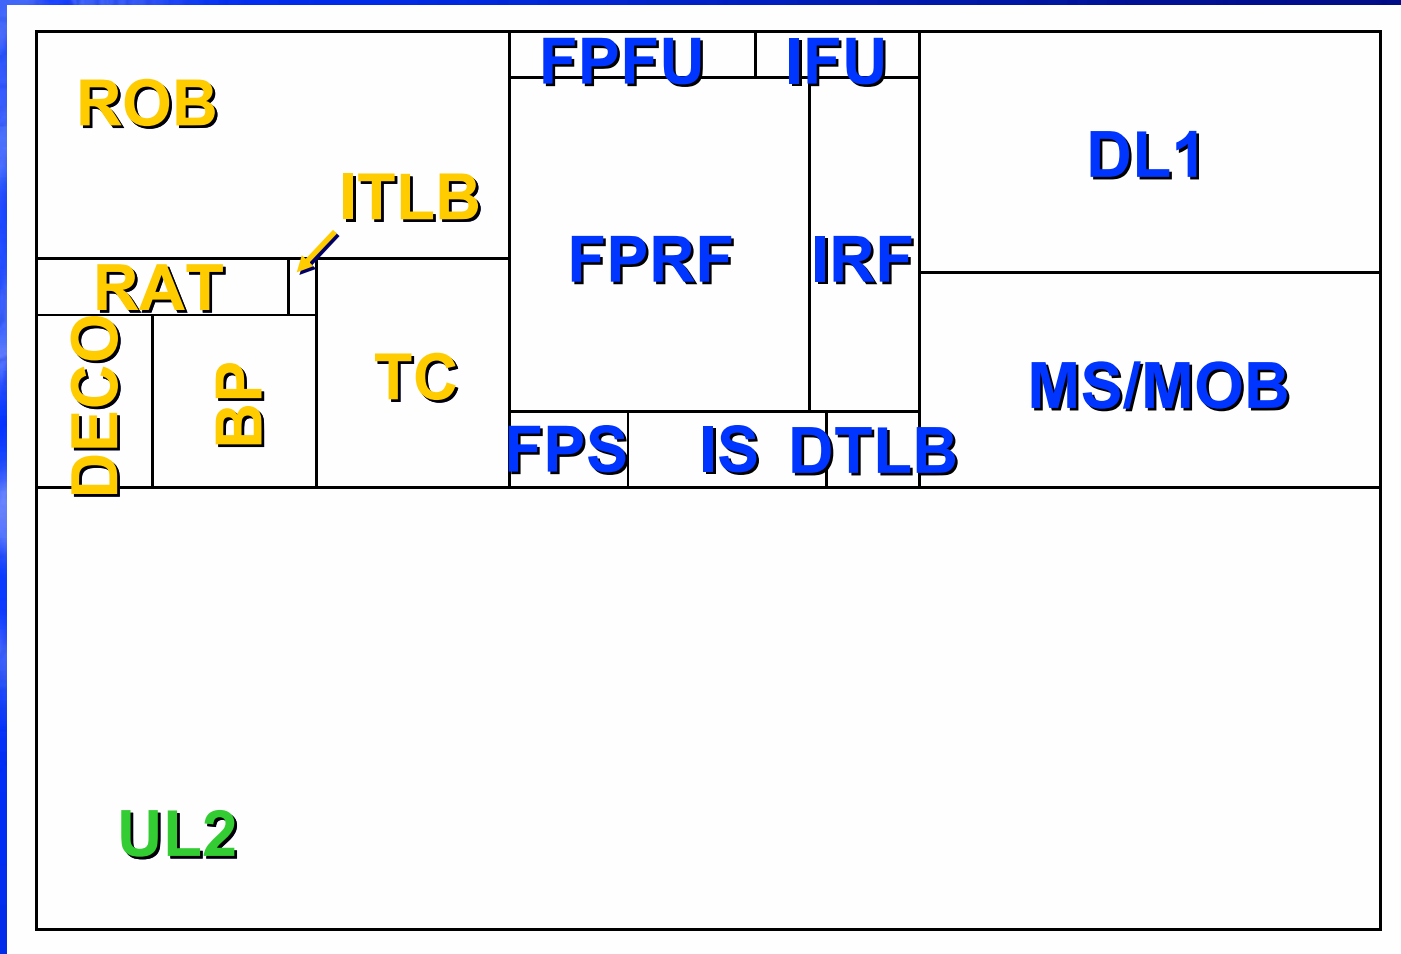 FPFU
IFU
ROB
DL1
ITLB
FPRF
IRF
RAT
DECO
BP
TC
MS/MOB
FPS
IS
DTLB
UL2